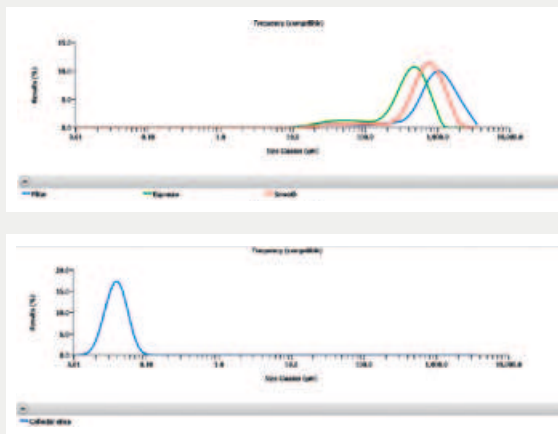 Frequency (compatible)
Results (%)
15.0
10.0
5.0
0.0
0.01 0.10 1.0 10.0 100.0 1,000.0 10,000.0
Size Classes (μm)
Filter Espresso Smooth
Frequency (compatible)
Results (%)
20.0
15.0
10.0
5.0
0.0
0.01 0.10 1.0 10.0 100.0 1,000.0 10,000.0
Size Classes (μm)
Colloidal silica